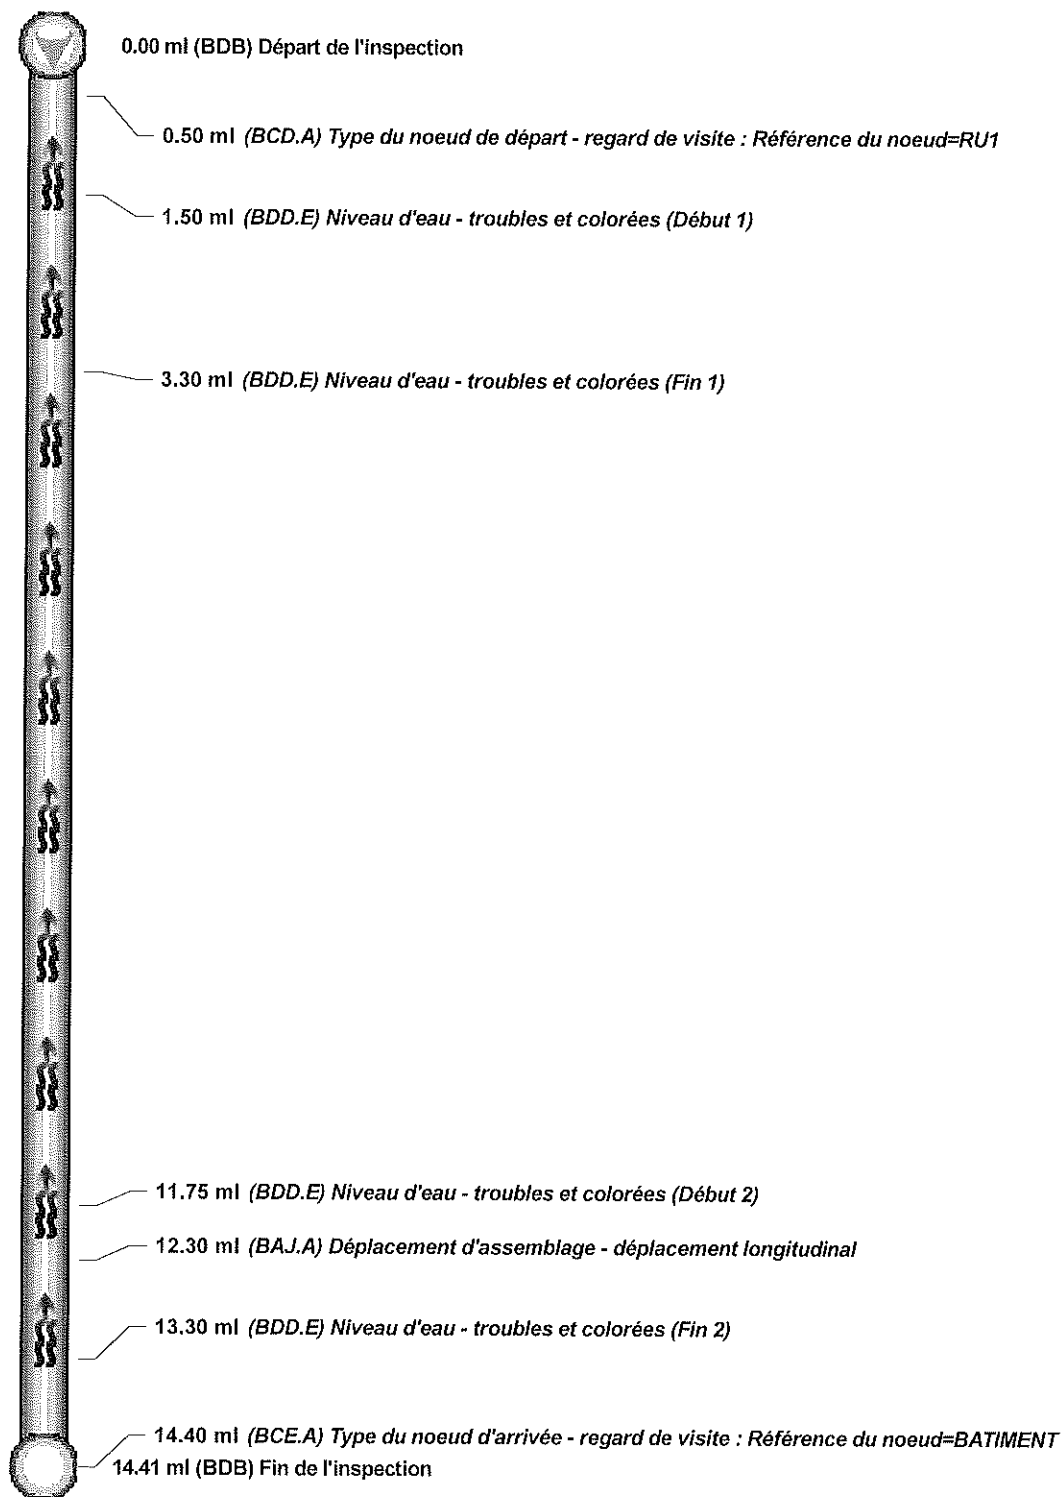 0.00 ml (BDB) Départ de l'inspection
0.50 ml (BCD.A) Type du noeud de départ - regard de visite : Référence du noeud=RU1
1.50 ml (BDD.E) Niveau d'eau - troubles et colorées (Début 1)
3.30 ml (BDD.E) Niveau d'eau - troubles et colorées (Fin 1)
11.75 ml (BDD.E) Niveau d'eau - troubles et colorées (Début 2)
12.30 ml (BAJ.A) Déplacement d'assemblage - déplacement longitudinal
13.30 ml (BDD.E) Niveau d'eau - troubles et colorées (Fin 2)
14.40 ml (BCE.A) Type du noeud d'arrivée - regard de visite : Référence du noeud=BATIMENT
14.41 ml (BDB) Fin de l'inspection